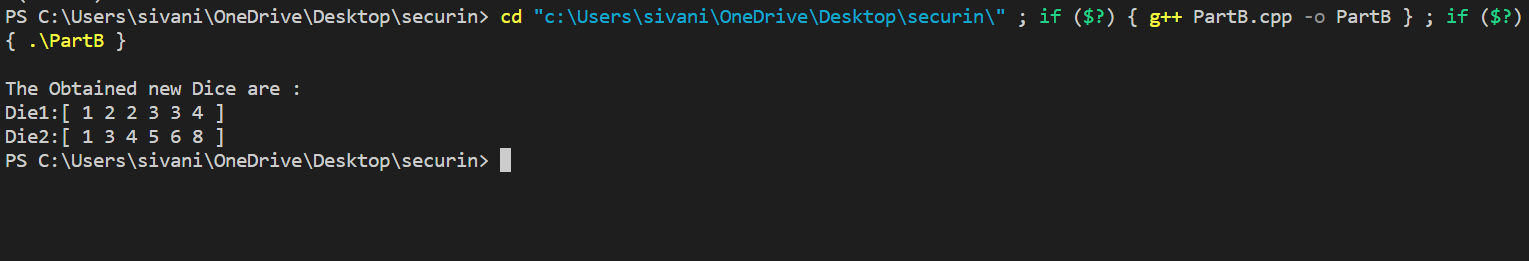 PS C:\Users\sivani\OneDrive\Desktop\securin> cd "c:\Users\sivani\OneDrive\Desktop\securin\" ; if ($?) { g++ PartB.cpp -o PartB } ; if ($?)
{ .\PartB }
The Obtained new Dice are :
Die1:[ 1 2 2 3 3 4 ]
Die2:[ 1 3 4 5 6 8 ]
PS C:\Users\sivani\OneDrive\Desktop\securin>